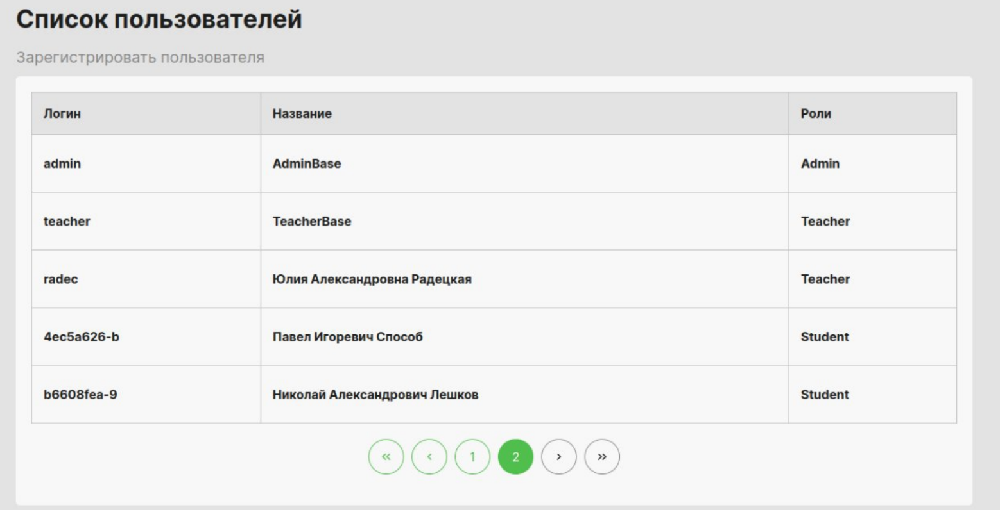 Список пользователей
Зарегистрировать пользователя
Логин Название Роли
admin AdminBase Admin
teacher TeacherBase Teacher
radec Юлия Александровна Радецкая Teacher
4ec5a626-b Павел Игоревич Способ Student
b6608fea-9 Николай Александрович Лешков Student
« ‹ 1 2 › »